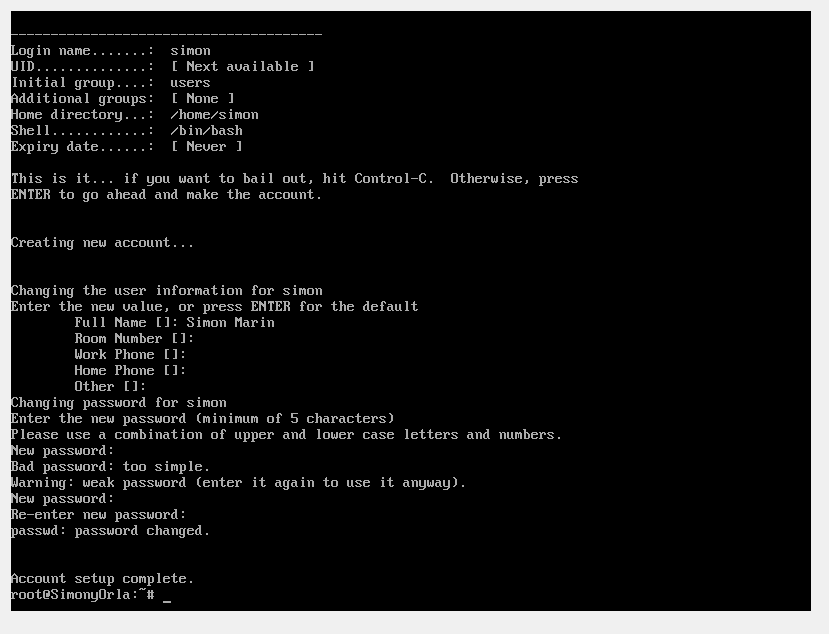 ---------------------------------------
Login name.......:  simon
UID..............:  [ Next available ]
Initial group....:  users
Additional groups:  [ None ]
Home directory...:  /home/simon
Shell............:  /bin/bash
Expiry date......:  [ Never ]
This is it... if you want to bail out, hit Control-C.  Otherwise, press
ENTER to go ahead and make the account.
Creating new account...
Changing the user information for simon
Enter the new value, or press ENTER for the default
        Full Name []: Simon Marin
        Room Number []:
        Work Phone []:
        Home Phone []:
        Other []:
Changing password for simon
Enter the new password (minimum of 5 characters)
Please use a combination of upper and lower case letters and numbers.
New password:
Bad password: too simple.
Warning: weak password (enter it again to use it anyway).
New password:
Re-enter new password:
passwd: password changed.
Account setup complete.
root@SimonyOrla:~# _